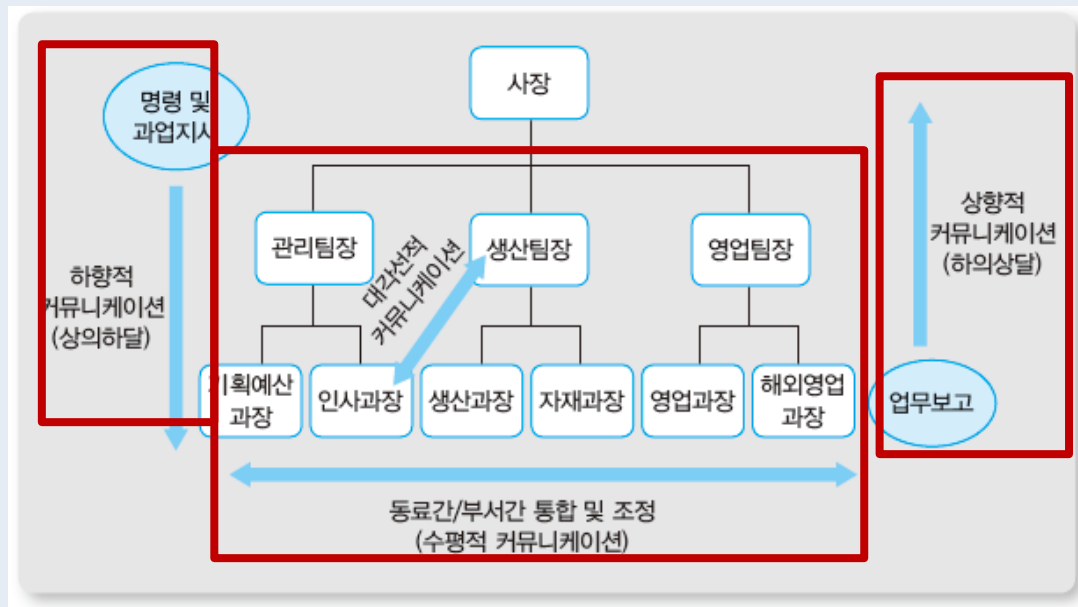 사장
명령 및
과업지시
하향적
커뮤니케이션
(상의하달)
관리팀장
생산팀장
영업팀장
대각선적
커뮤니케이션
기획예산
과장
인사과장
생산과장
자재과장
영업과장
해외영업
과장
동료간/부서간 통합 및 조정
(수평적 커뮤니케이션)
상향적
커뮤니케이션
(하의상달)
업무보고